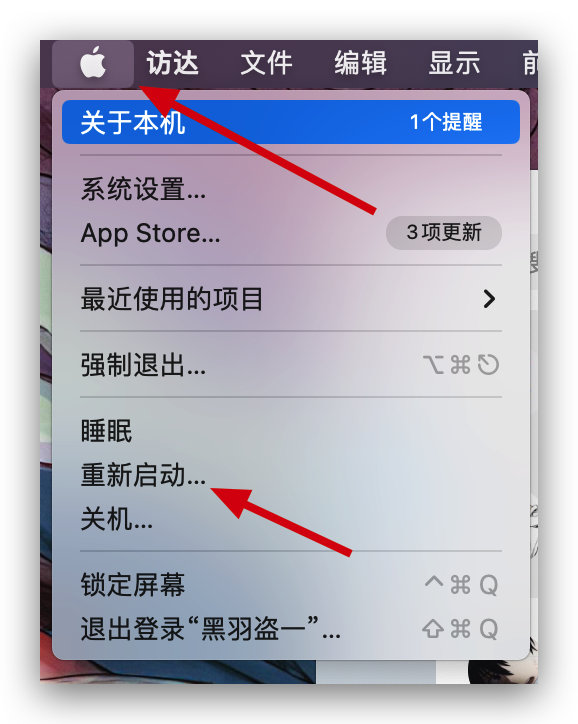 访达 文件 编辑 显示
关于本机 1个提醒
系统设置...
App Store... 3项更新
最近使用的项目
强制退出... ⌥⌘⎋
睡眠
重新启动...
关机...
锁定屏幕 ^⌘Q
退出登录“黑羽盗一”... ⇧⌘Q